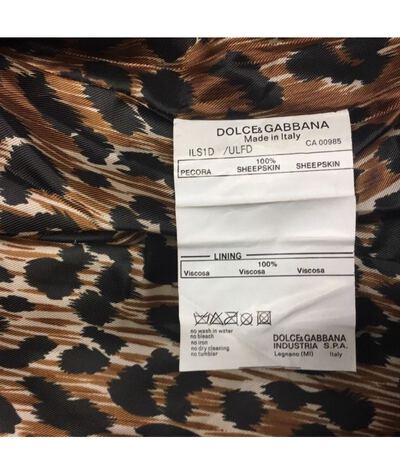 DOLCE&GABBANA
Made in Italy
ILS1D /ULFD CA 00985
100%
PECORA SHEEPSKIN SHEEPSKIN
LINING
100%
Viscosa Viscosa Viscosa
no wash in water
no bleach
no iron
no dry cleaning
no tumbler
DOLCE&GABBANA
INDUSTRIA S.P.A.
Legnano (MI) Italy